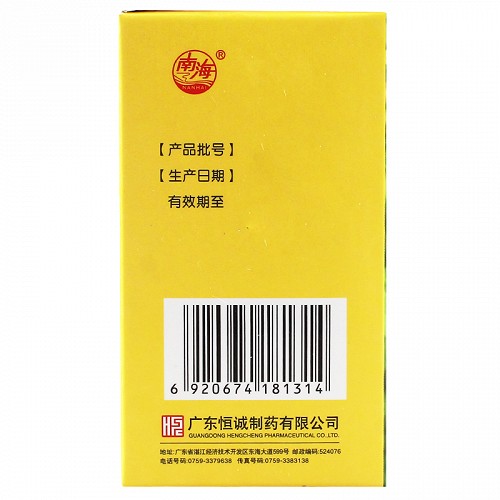 南海®
NANHAI
【产品批号】
【生产日期】
有效期至
6 920674 181314
广东恒诚制药有限公司
GUANGDONG HENGCHENG PHARMACEUTICAL CO.,LTD.
地址:广东省湛江经济技术开发区东海大道599号 邮政编码:524076
电话号码:0759-3379638 传真号码:0759-3383138